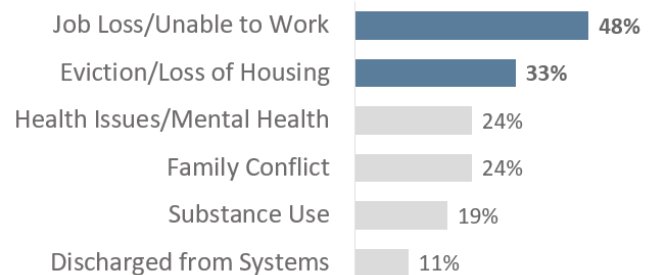 Job Loss/Unable to Work 48%
Eviction/Loss of Housing 33%
Health Issues/Mental Health 24%
Family Conflict 24%
Substance Use 19%
Discharged from Systems 11%